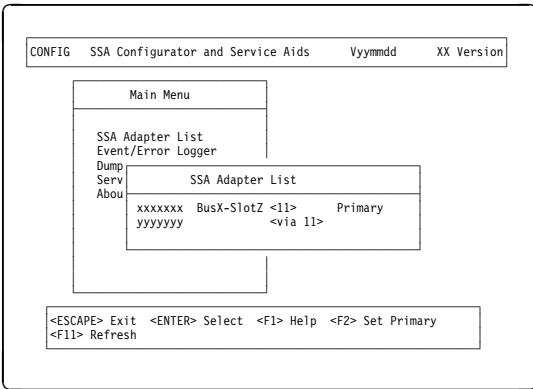 CONFIG SSA Configurator and Service Aids Vyymmdd XX Version
Main Menu
SSA Adapter List
Event/Error Logger
Dump
Serv
Abou
SSA Adapter List
xxxxxxx BusX-SlotZ <11> Primary
yyyyyyy <via 11>
<ESCAPE> Exit <ENTER> Select <F1> Help <F2> Set Primary
<F11> Refresh